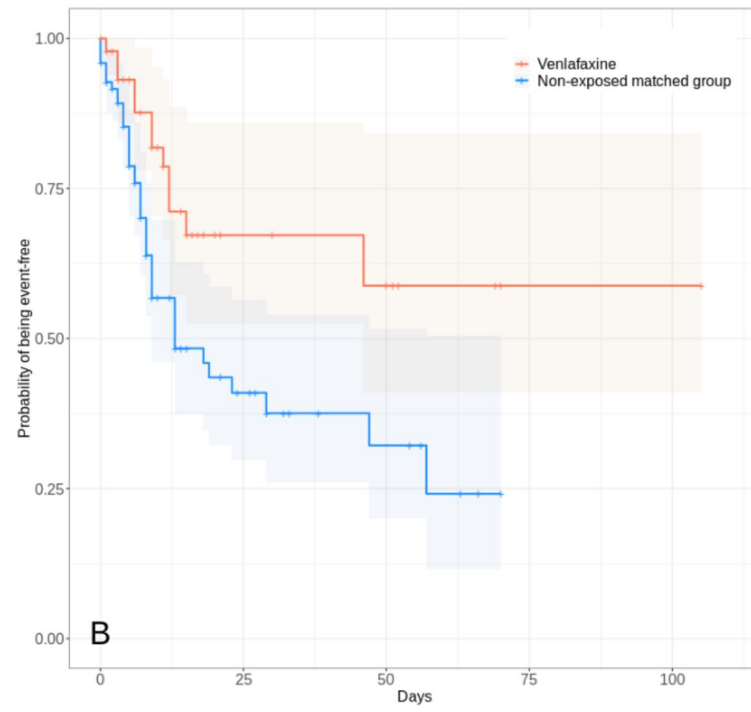 1.00
0.75
0.50
0.25
0.00
Probability of being event-free
Venlafaxine
Non-exposed matched group
B
0
25
50
75
100
Days